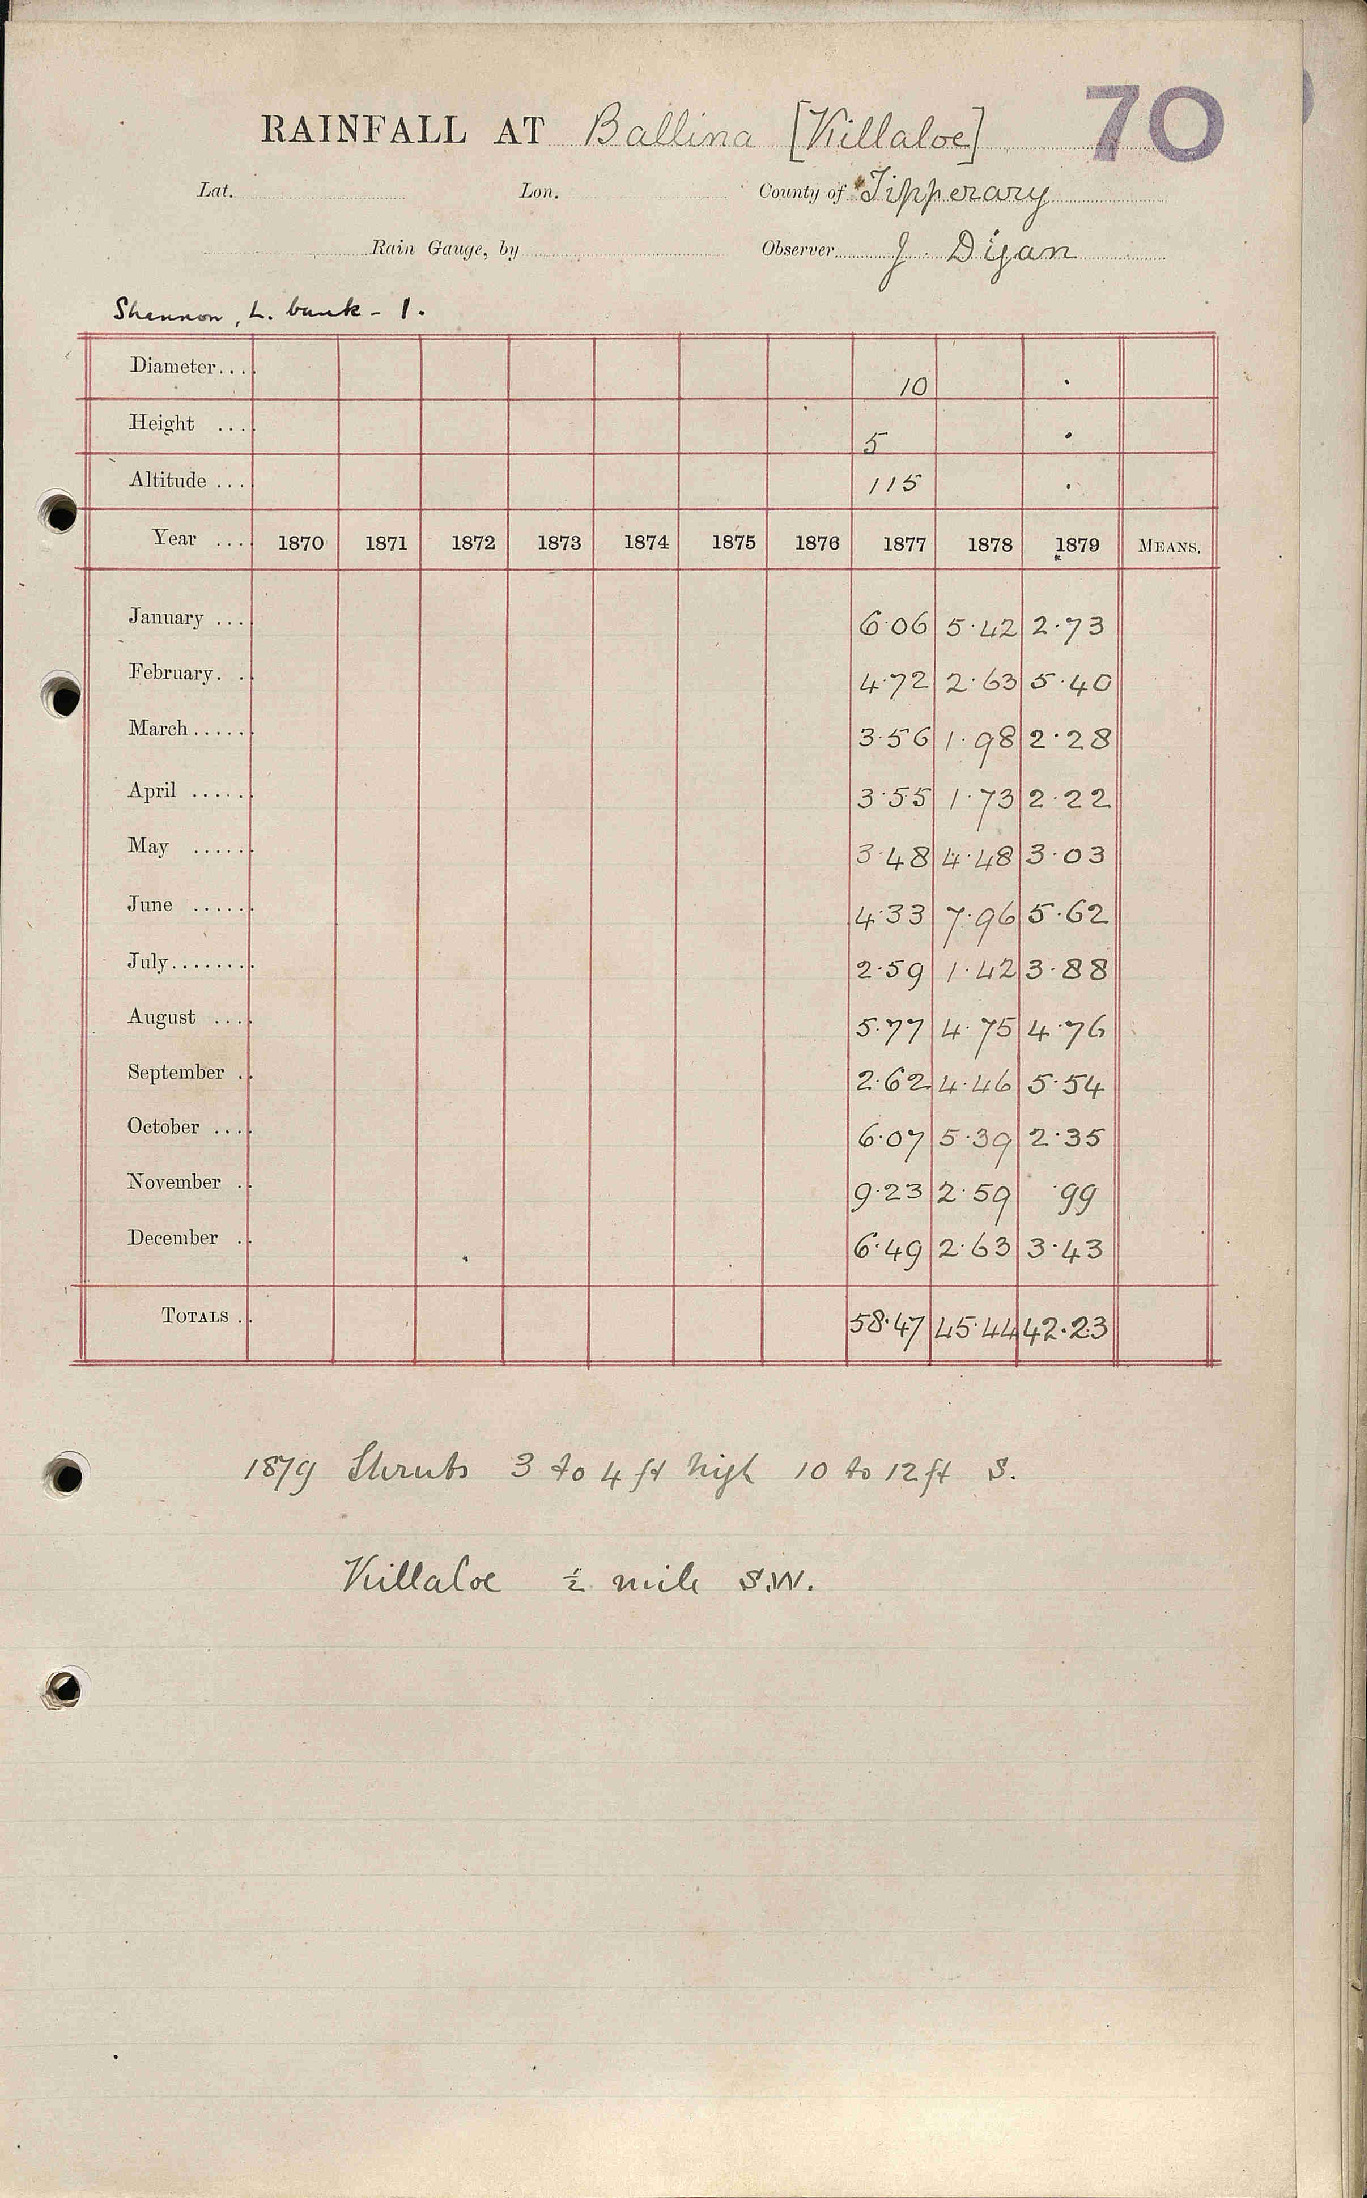 70
RAINFALL AT Ballina [Killaloe]
Lat. Lon. County of Tipperary
Rain Gauge, by Observer J. Digan
Shannon, L. bank - 1.
Diameter.... 10 .
Height .... 5 .
Altitude ... 115 .
Year .... 1870 1871 1872 1873 1874 1875 1876 1877 1878 1879 MEANS.
January ... 6.06 5.42 2.73
February. . 4.72 2.63 5.40
March...... 3.56 1.98 2.28
April ...... 3.55 1.73 2.22
May ...... 3.48 4.48 3.03
June ...... 4.33 7.96 5.62
July........ 2.59 1.42 3.88
August .... 5.77 4.75 4.76
September .. 2.62 4.46 5.54
October .... 6.07 5.39 2.35
November .. 9.23 2.59 .99
December .. 6.49 2.63 3.43
TOTALS .. 58.47 45.44 42.23
1879 Shrubs 3 to 4 ft high 10 to 12 ft S.
Killaloe ½ mile S.W.